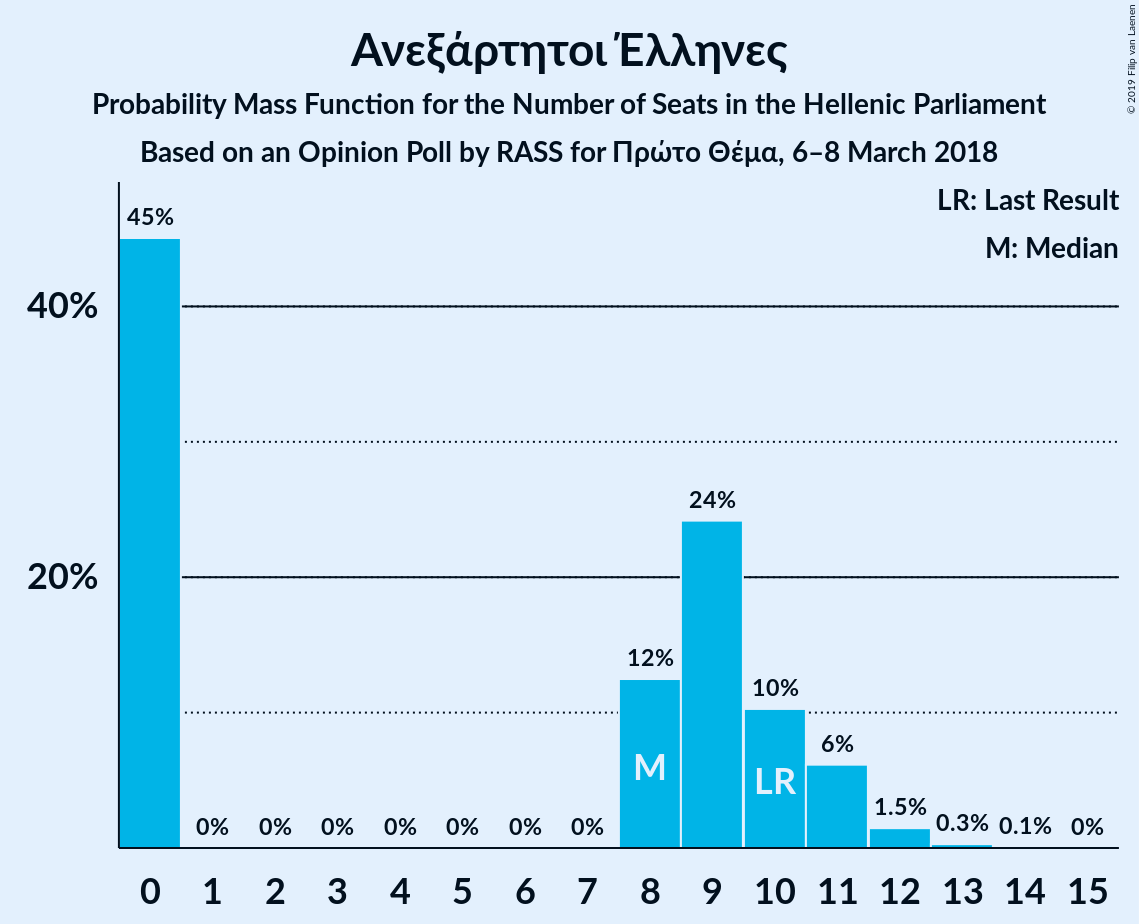 Ανεξάρτητοι Έλληνες
Probability Mass Function for the Number of Seats in the Hellenic Parliament
Based on an Opinion Poll by RASS for Πρώτο Θέμα, 6–8 March 2018
© 2019 Filip van Laenen
LR: Last Result
M: Median
45%
40%
24%
20%
12%
10%
6%
M
LR
1.5%
0.3%
0.1%
0%
0% 0% 0% 0% 0% 0% 0%
0 1 2 3 4 5 6 7 8 9 10 11 12 13 14 15